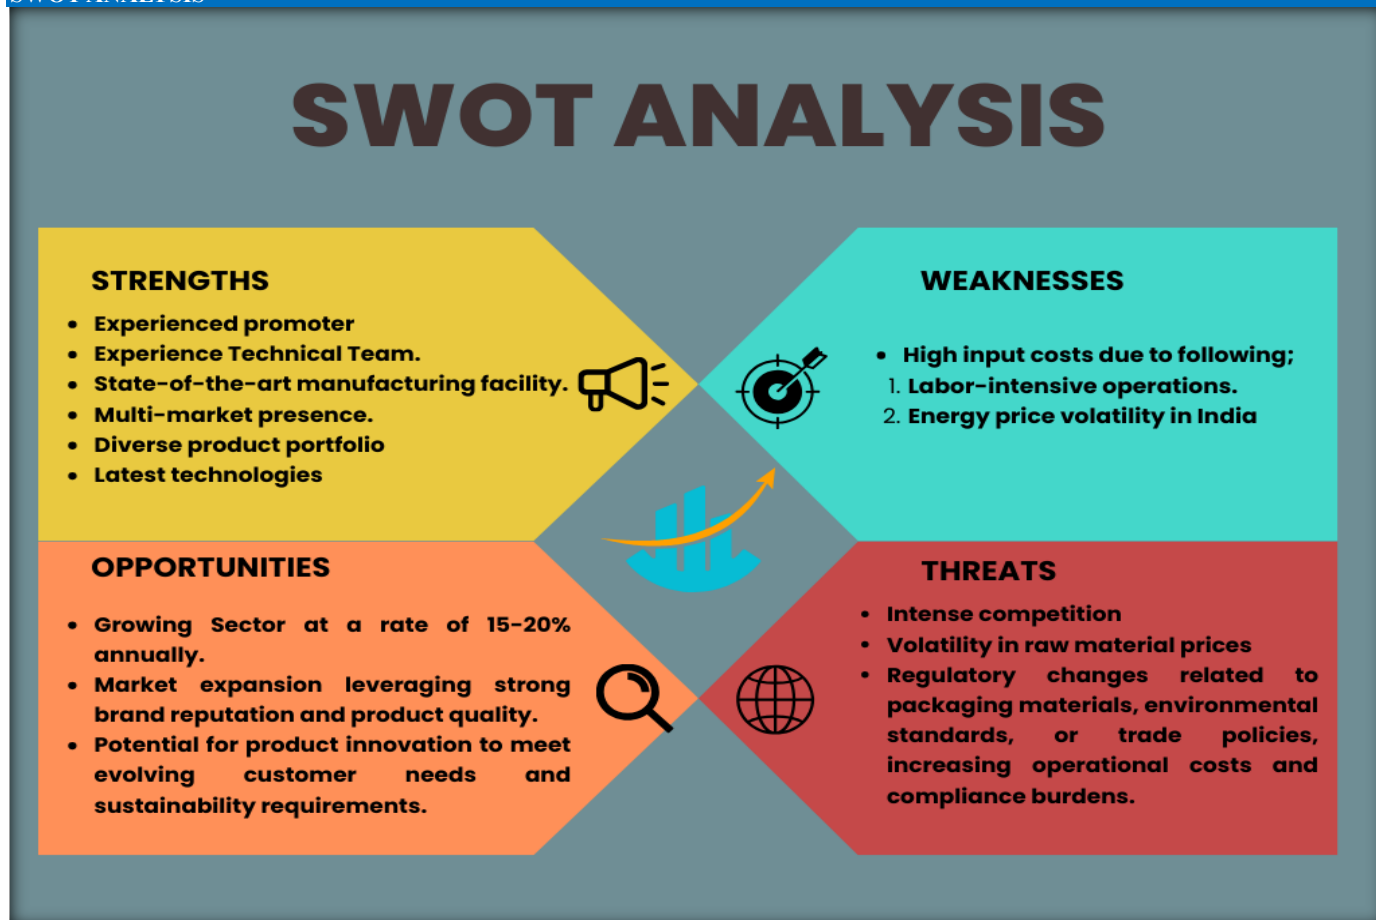 SWOT ANALYSIS
SWOT ANALYSIS
STRENGTHS
• Experienced promoter
• Experience Technical Team.
• State-of-the-art manufacturing facility.
• Multi-market presence.
• Diverse product portfolio
• Latest technologies
WEAKNESSES
• High input costs due to following;
1. Labor-intensive operations.
2. Energy price volatility in India
OPPORTUNITIES
• Growing Sector at a rate of 15-20%
annually.
• Market expansion leveraging strong
brand reputation and product quality.
• Potential for product innovation to meet
evolving customer needs and
sustainability requirements.
THREATS
• Intense competition
• Volatility in raw material prices
• Regulatory changes related to
packaging materials, environmental
standards, or trade policies,
increasing operational costs and
compliance burdens.